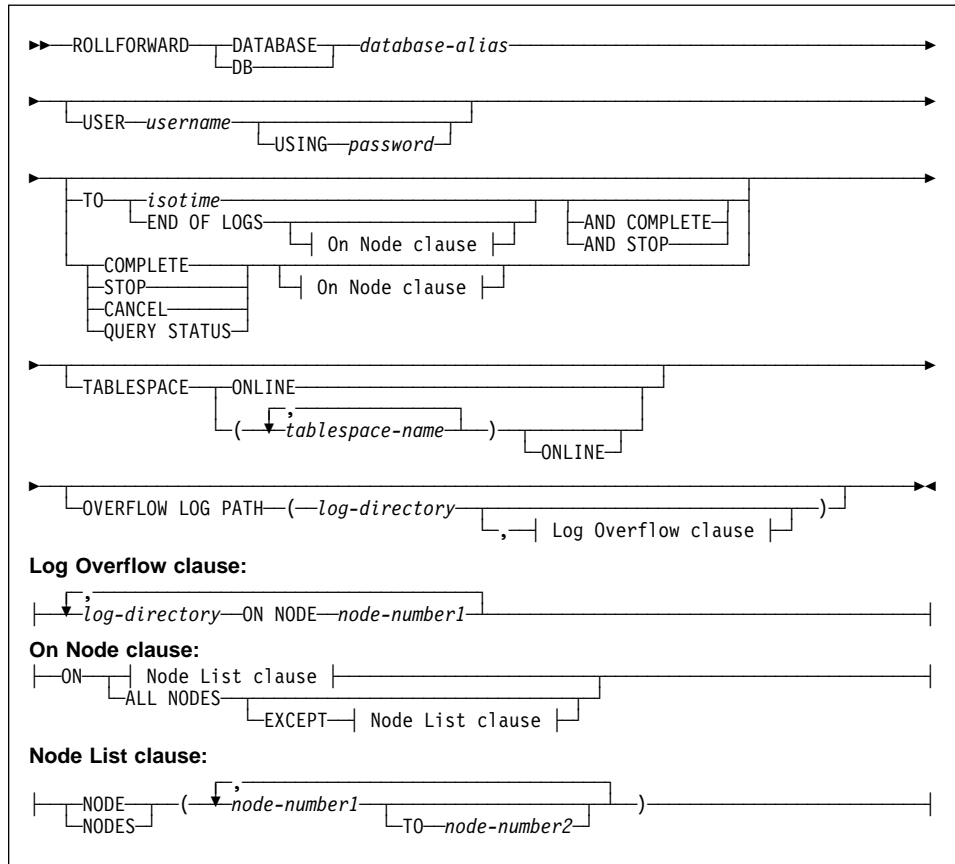 ROLLFORWARD DATABASE database-alias
DB
USER username
USING password
TO isotime
END OF LOGS AND COMPLETE
On Node clause AND STOP
COMPLETE
STOP On Node clause
CANCEL
QUERY STATUS
TABLESPACE ONLINE
,
( tablespace-name )
ONLINE
OVERFLOW LOG PATH ( log-directory )
, Log Overflow clause
Log Overflow clause:
,
log-directory ON NODE node-number1
On Node clause:
ON Node List clause
ALL NODES
EXCEPT Node List clause
Node List clause:
,
NODE ( node-number1 )
NODES TO node-number2